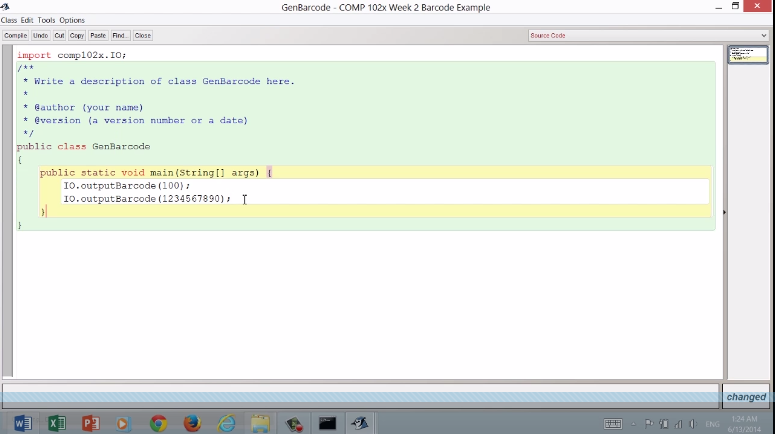 GenBarcode - COMP 102x Week 2 Barcode Example
Class Edit Tools Options
Compile Undo Cut Copy Paste Find... Close
Source Code
import comp102x.IO;
/**
* Write a description of class GenBarcode here.
*
* @author (your name)
* @version (a version number or a date)
*/
public class GenBarcode
{
public static void main(String[] args) {
IO.outputBarcode(100);
IO.outputBarcode(1234567890);
}
}
changed
ENG
1:24 AM
6/13/2014